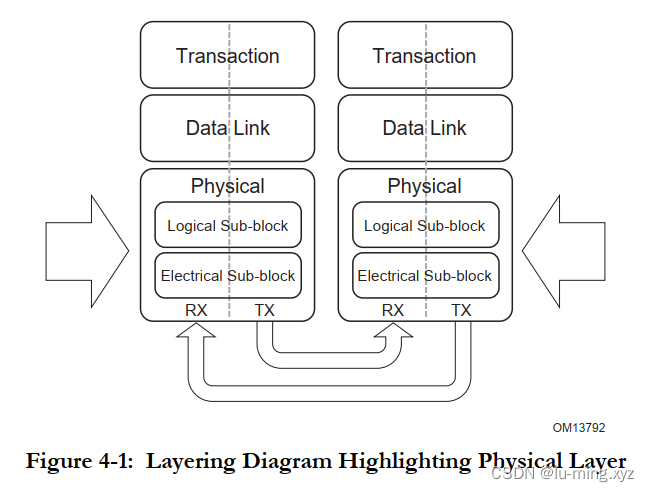 Transaction Transaction
Data Link Data Link
Physical Physical
Logical Sub-block Logical Sub-block
Electrical Sub-block Electrical Sub-block
RX TX RX TX
OM13792
Figure 4-1: Layering Diagram Highlighting Physical Layer
CSDN @lu-ming.xyz